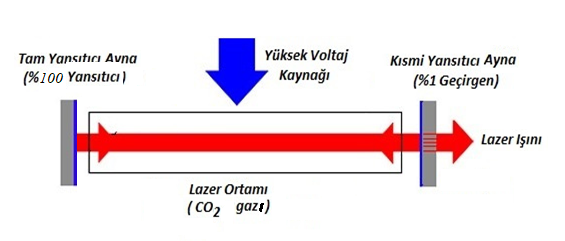 Tam Yansıtıcı Ayna
(%100 Yansıtıcı)
Yüksek Voltaj
Kaynağı
Kısmi Yansıtıcı Ayna
(%1 Geçirgen)
Lazer Işını
Lazer Ortamı
( CO2 gazı)